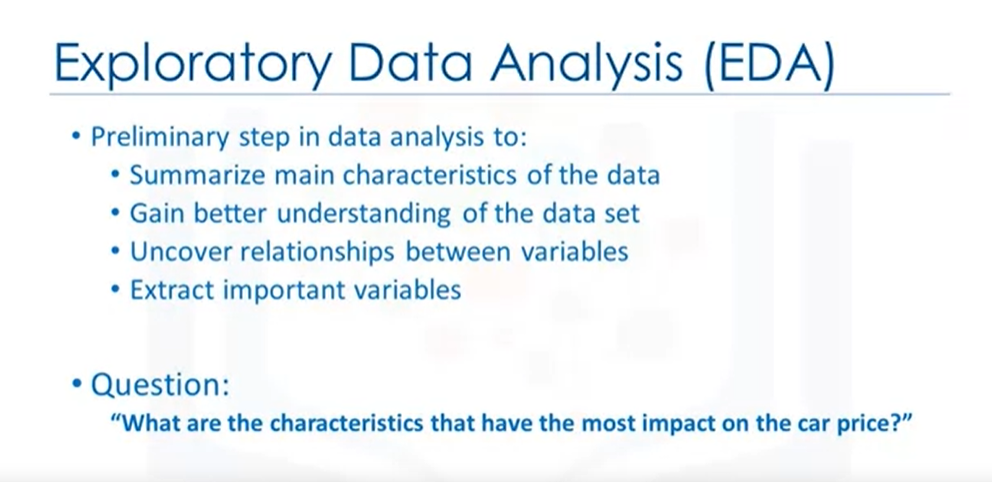 Exploratory Data Analysis (EDA)
• Preliminary step in data analysis to:
• Summarize main characteristics of the data
• Gain better understanding of the data set
• Uncover relationships between variables
• Extract important variables
• Question:
“What are the characteristics that have the most impact on the car price?”